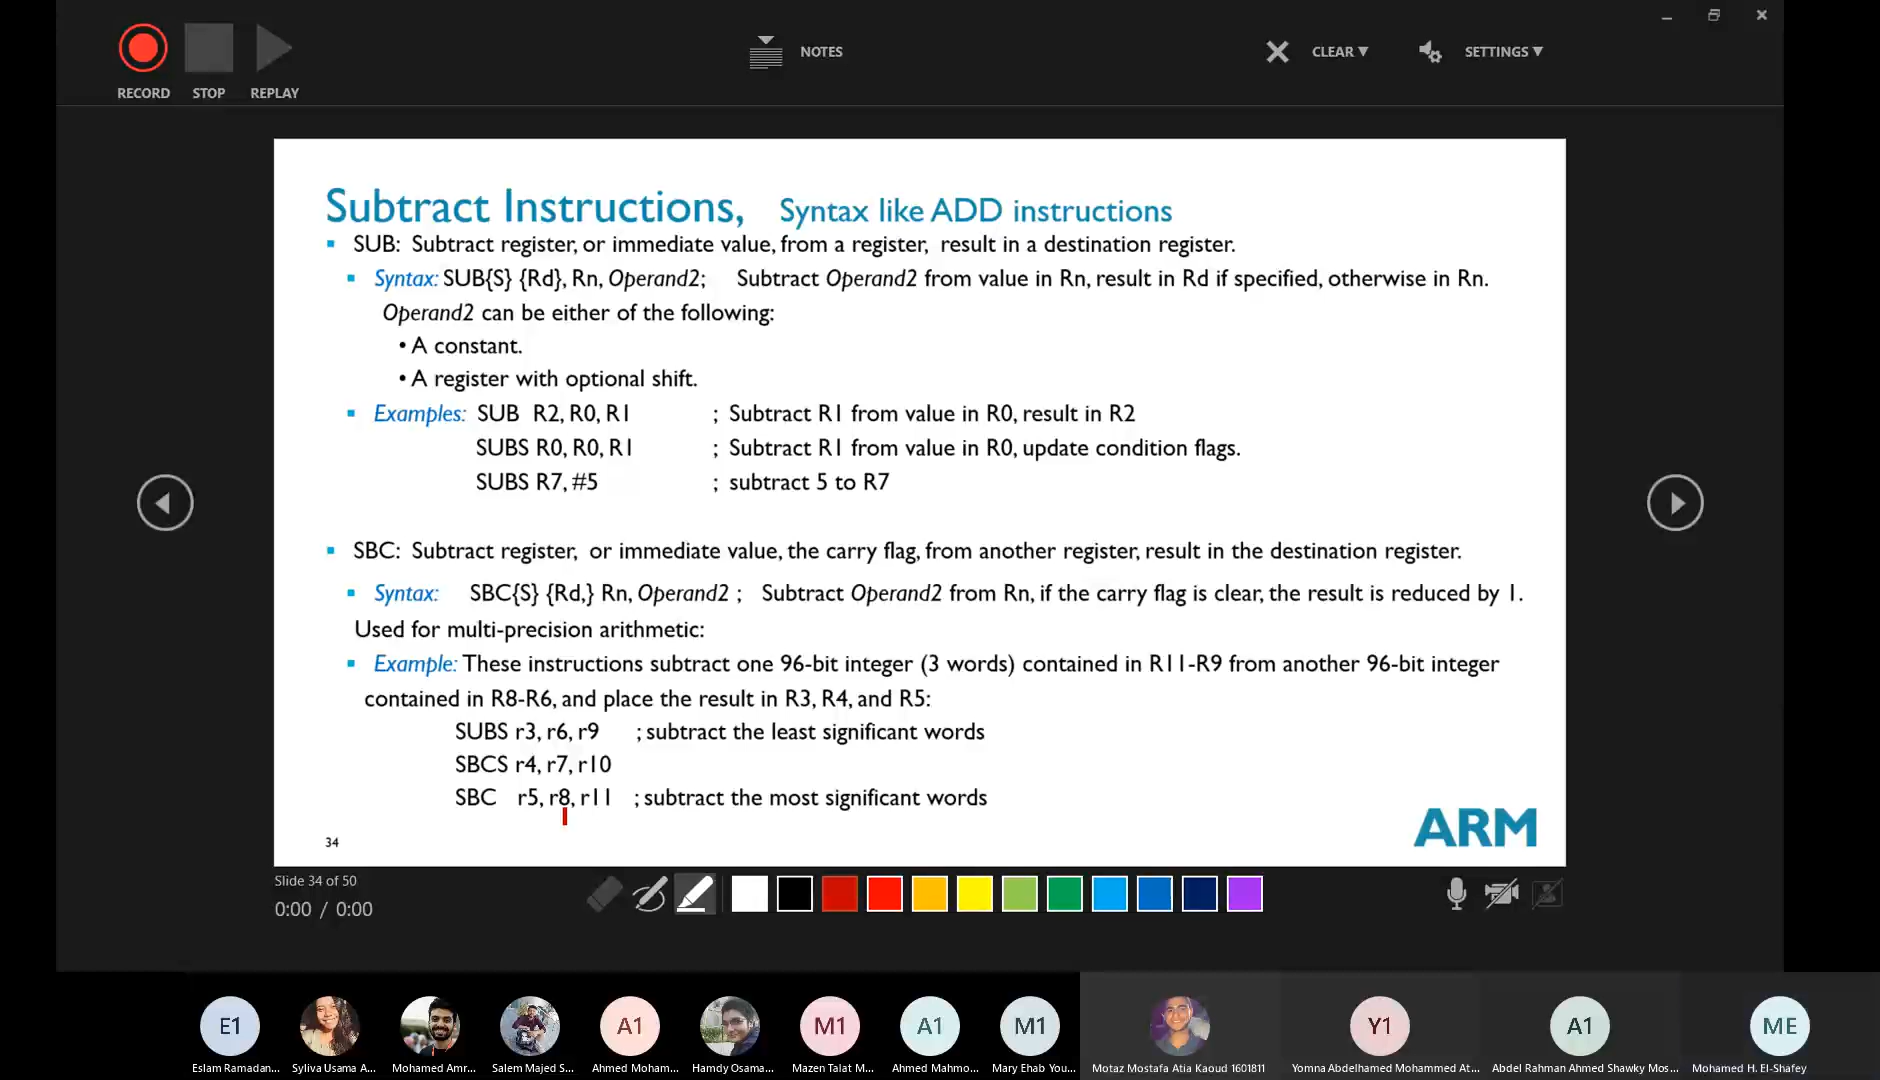 RECORD STOP REPLAY NOTES CLEAR ▼ SETTINGS ▼
Subtract Instructions, Syntax like ADD instructions
▪ SUB: Subtract register, or immediate value, from a register, result in a destination register.
▪ Syntax: SUB{S} {Rd}, Rn, Operand2; Subtract Operand2 from value in Rn, result in Rd if specified, otherwise in Rn.
Operand2 can be either of the following:
• A constant.
• A register with optional shift.
▪ Examples: SUB R2, R0, R1 ; Subtract R1 from value in R0, result in R2
SUBS R0, R0, R1 ; Subtract R1 from value in R0, update condition flags.
SUBS R7, #5 ; subtract 5 to R7
▪ SBC: Subtract register, or immediate value, the carry flag, from another register, result in the destination register.
▪ Syntax: SBC{S} {Rd,} Rn, Operand2 ; Subtract Operand2 from Rn, if the carry flag is clear, the result is reduced by 1.
Used for multi-precision arithmetic:
▪ Example: These instructions subtract one 96-bit integer (3 words) contained in R11-R9 from another 96-bit integer
contained in R8-R6, and place the result in R3, R4, and R5:
SUBS r3, r6, r9 ; subtract the least significant words
SBCS r4, r7, r10
SBC r5, r8, r11 ; subtract the most significant words
34
ARM
Slide 34 of 50
0:00 / 0:00
E1 A1 M1 A1 M1 Y1 A1 ME
Eslam Ramadan... Syliva Usama A... Mohamed Amr... Salem Majed S... Ahmed Moham... Hamdy Osama... Mazen Talat M... Ahmed Mahmo... Mary Ehab You... Motaz Mostafa Atia Kaoud 1601811 Yomna Abdelhamed Mohammed At... Abdel Rahman Ahmed Shawky Mos... Mohamed H. El-Shafey